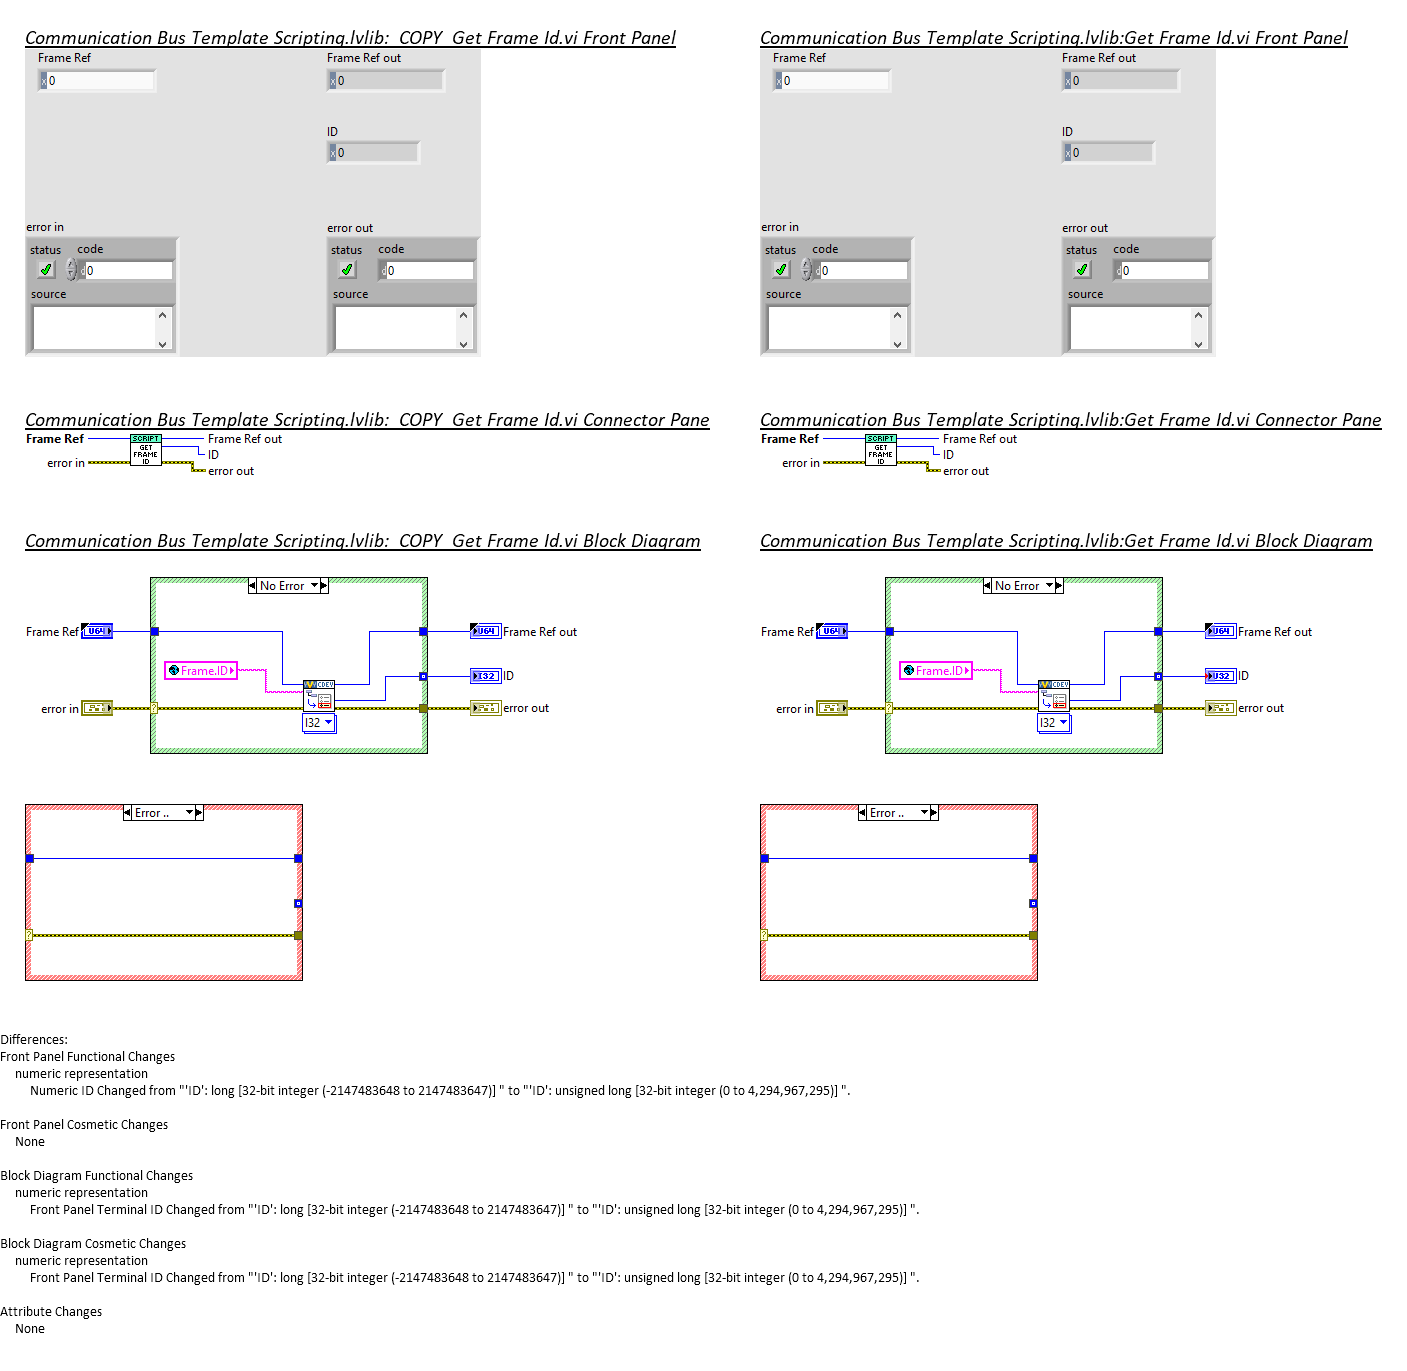 Communication Bus Template Scripting.lvlib:  COPY  Get Frame Id.vi Front Panel
Frame Ref
x 0
Frame Ref out
x 0
ID
x 0
error in
status code
d 0
source
error out
status code
d 0
source
Communication Bus Template Scripting.lvlib:Get Frame Id.vi Front Panel
Frame Ref
x 0
Frame Ref out
x 0
ID
x 0
error in
status code
d 0
source
error out
status code
d 0
source
Communication Bus Template Scripting.lvlib:  COPY  Get Frame Id.vi Connector Pane
Frame Ref
error in
SCRIPT
GET
FRAME
ID
Frame Ref out
ID
error out
Communication Bus Template Scripting.lvlib:Get Frame Id.vi Connector Pane
Frame Ref
error in
SCRIPT
GET
FRAME
ID
Frame Ref out
ID
error out
Communication Bus Template Scripting.lvlib:  COPY  Get Frame Id.vi Block Diagram
No Error
Frame Ref U64
U64 Frame Ref out
Frame.ID
CDEV
I32 ID
error in
?
error out
I32
Error ..
?
Communication Bus Template Scripting.lvlib:Get Frame Id.vi Block Diagram
No Error
Frame Ref U64
U64 Frame Ref out
Frame.ID
CDEV
U32 ID
error in
?
error out
I32
Error ..
?
Differences:
Front Panel Functional Changes
numeric representation
Numeric ID Changed from "'ID': long [32-bit integer (-2147483648 to 2147483647)] " to "'ID': unsigned long [32-bit integer (0 to 4,294,967,295)] ".
Front Panel Cosmetic Changes
None
Block Diagram Functional Changes
numeric representation
Front Panel Terminal ID Changed from "'ID': long [32-bit integer (-2147483648 to 2147483647)] " to "'ID': unsigned long [32-bit integer (0 to 4,294,967,295)] ".
Block Diagram Cosmetic Changes
numeric representation
Front Panel Terminal ID Changed from "'ID': long [32-bit integer (-2147483648 to 2147483647)] " to "'ID': unsigned long [32-bit integer (0 to 4,294,967,295)] ".
Attribute Changes
None